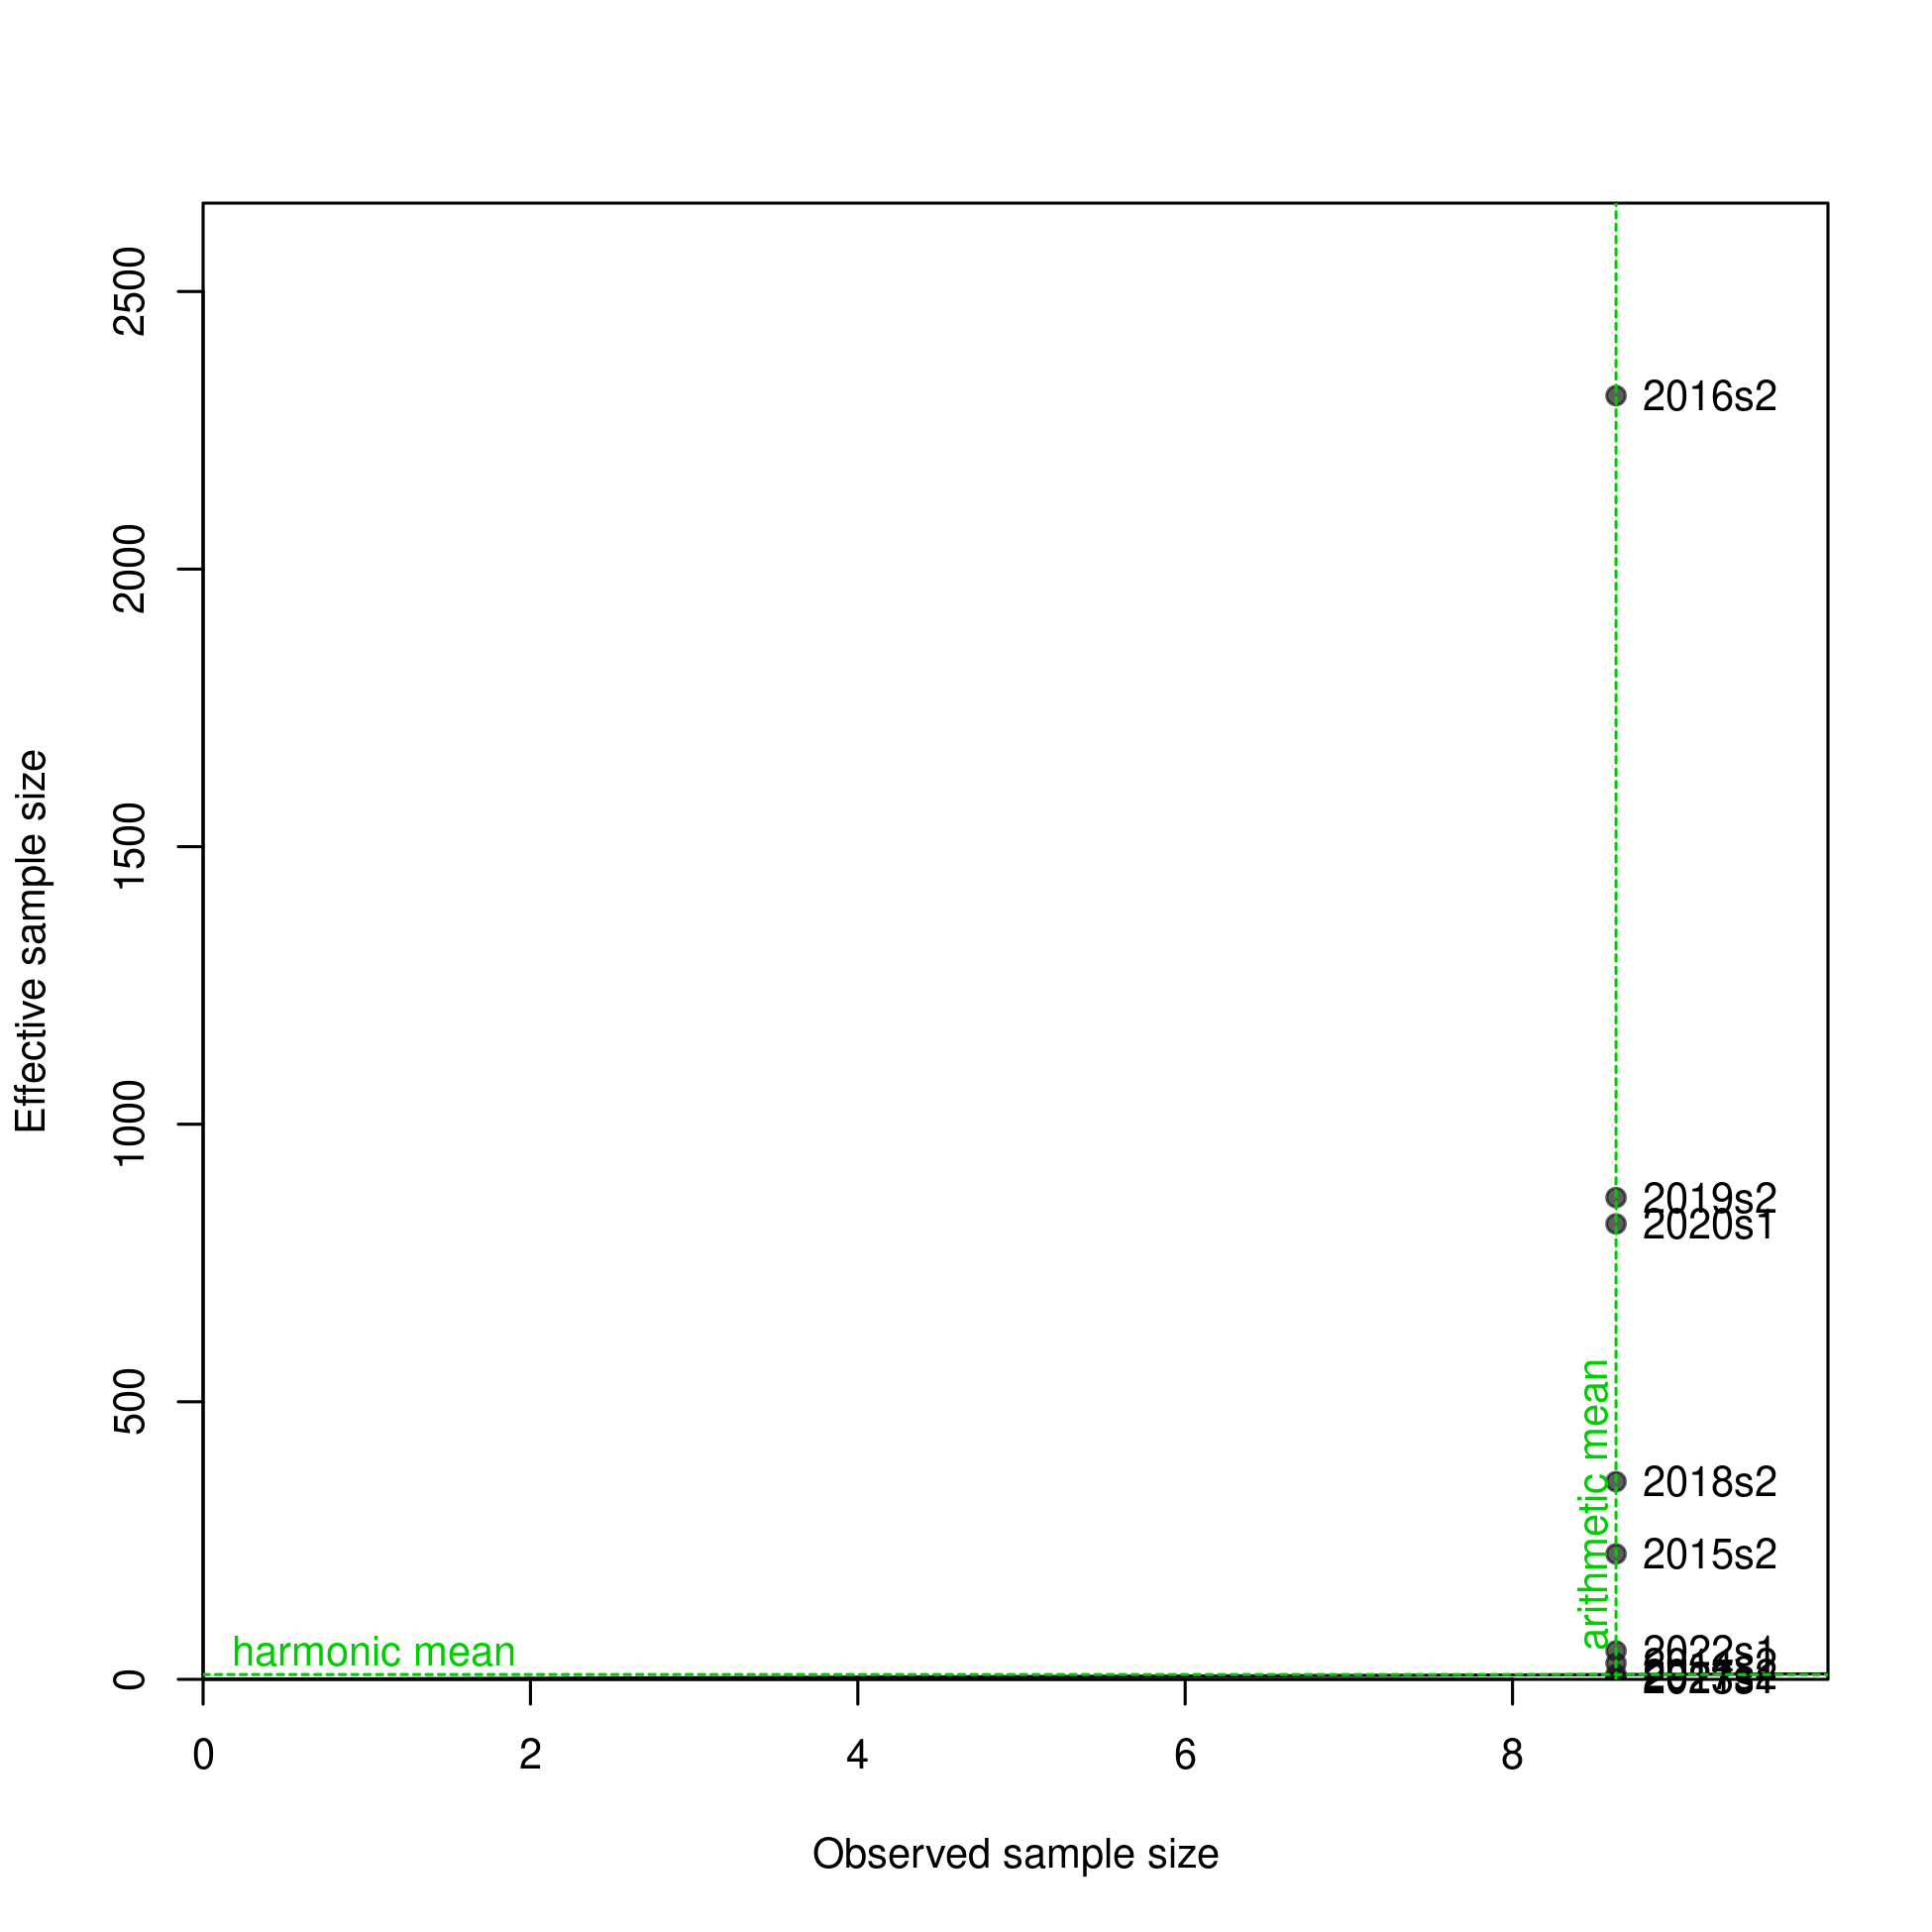 2500
2000
1500
1000
500
0
Effective sample size
2016s2
2019s2
2020s1
2018s2
2015s2
2022s1
arithmetic mean
harmonic mean
0
2
4
6
8
Observed sample size